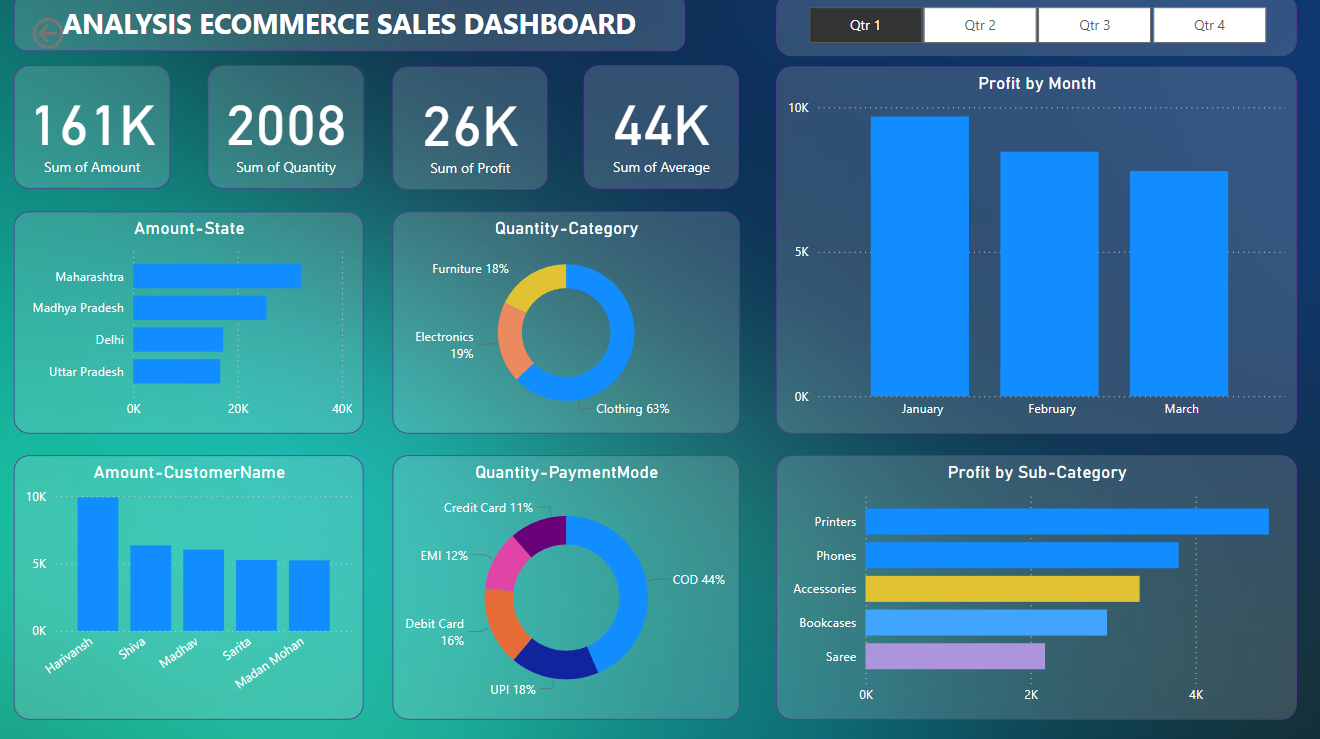 ANALYSIS ECOMMERCE SALES DASHBOARD
Qtr 1
Qtr 2
Qtr 3
Qtr 4
161K
Sum of Amount
2008
Sum of Quantity
26K
Sum of Profit
44K
Sum of Average
Profit by Month
10K
5K
0K
January
February
March
Amount-State
Maharashtra
Madhya Pradesh
Delhi
Uttar Pradesh
0K
20K
40K
Quantity-Category
Furniture 18%
Electronics
19%
Clothing 63%
Amount-CustomerName
10K
5K
0K
Harivansh
Shiva
Madhav
Sarita
Madan Mohan
Quantity-PaymentMode
Credit Card 11%
EMI 12%
COD 44%
Debit Card
16%
UPI 18%
Profit by Sub-Category
Printers
Phones
Accessories
Bookcases
Saree
0K
2K
4K